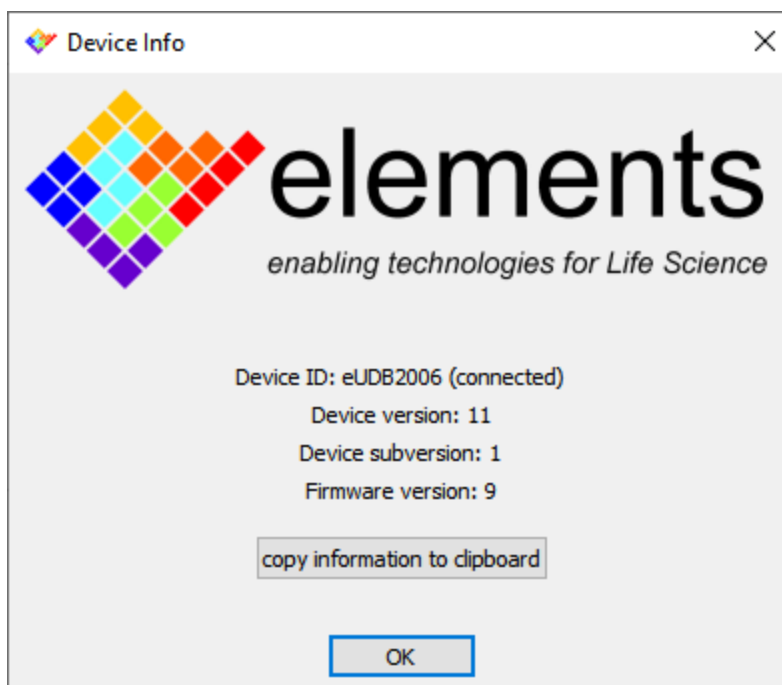 Device Info
elements
enabling technologies for Life Science
Device ID: eUDB2006 (connected)
Device version: 11
Device subversion: 1
Firmware version: 9
copy information to clipboard
OK